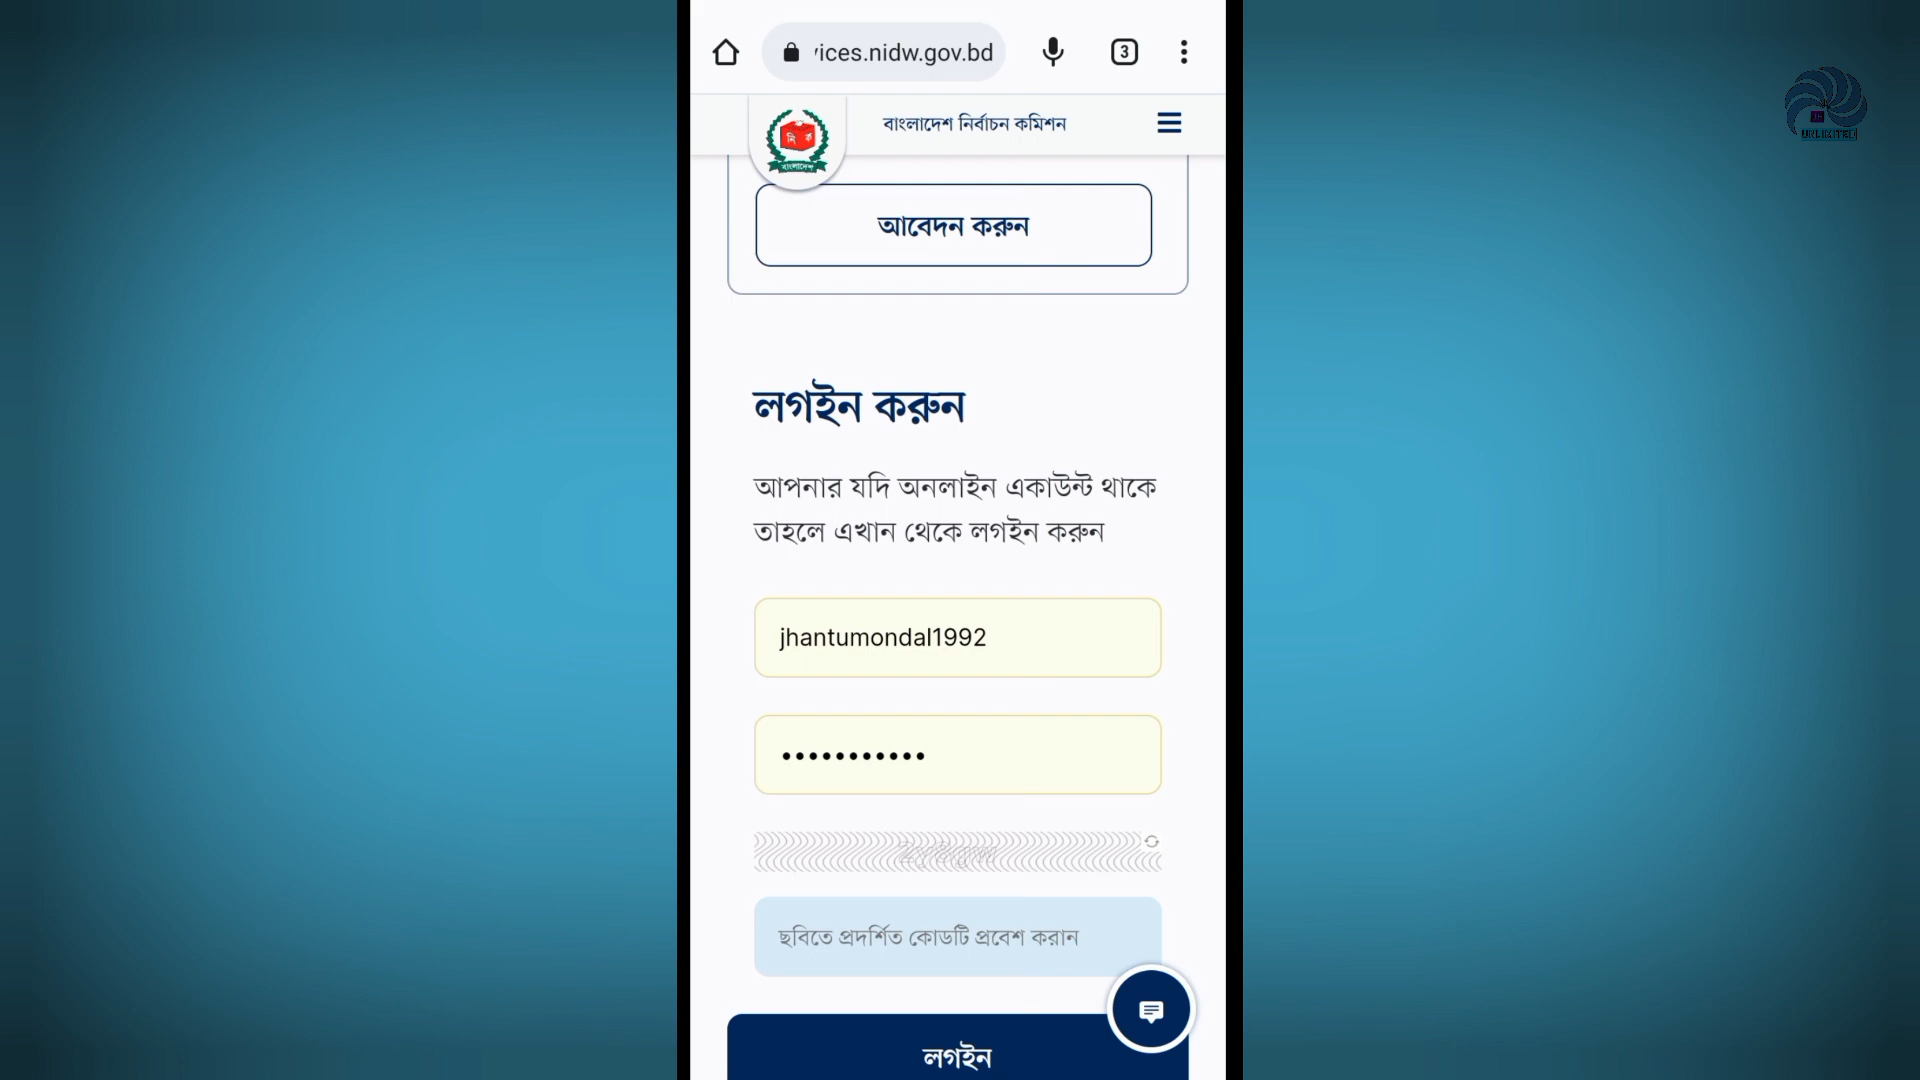 vices.nidw.gov.bd
3
বাংলাদেশ নির্বাচন কমিশন
নি ক
বাংলাদেশ
আবেদন করুন
লগইন করুন
আপনার যদি অনলাইন একাউন্ট থাকে
তাহলে এখান থেকে লগইন করুন
jhantumondal1992
•••••••••••
ছবিতে প্রদর্শিত কোডটি প্রবেশ করান
লগইন